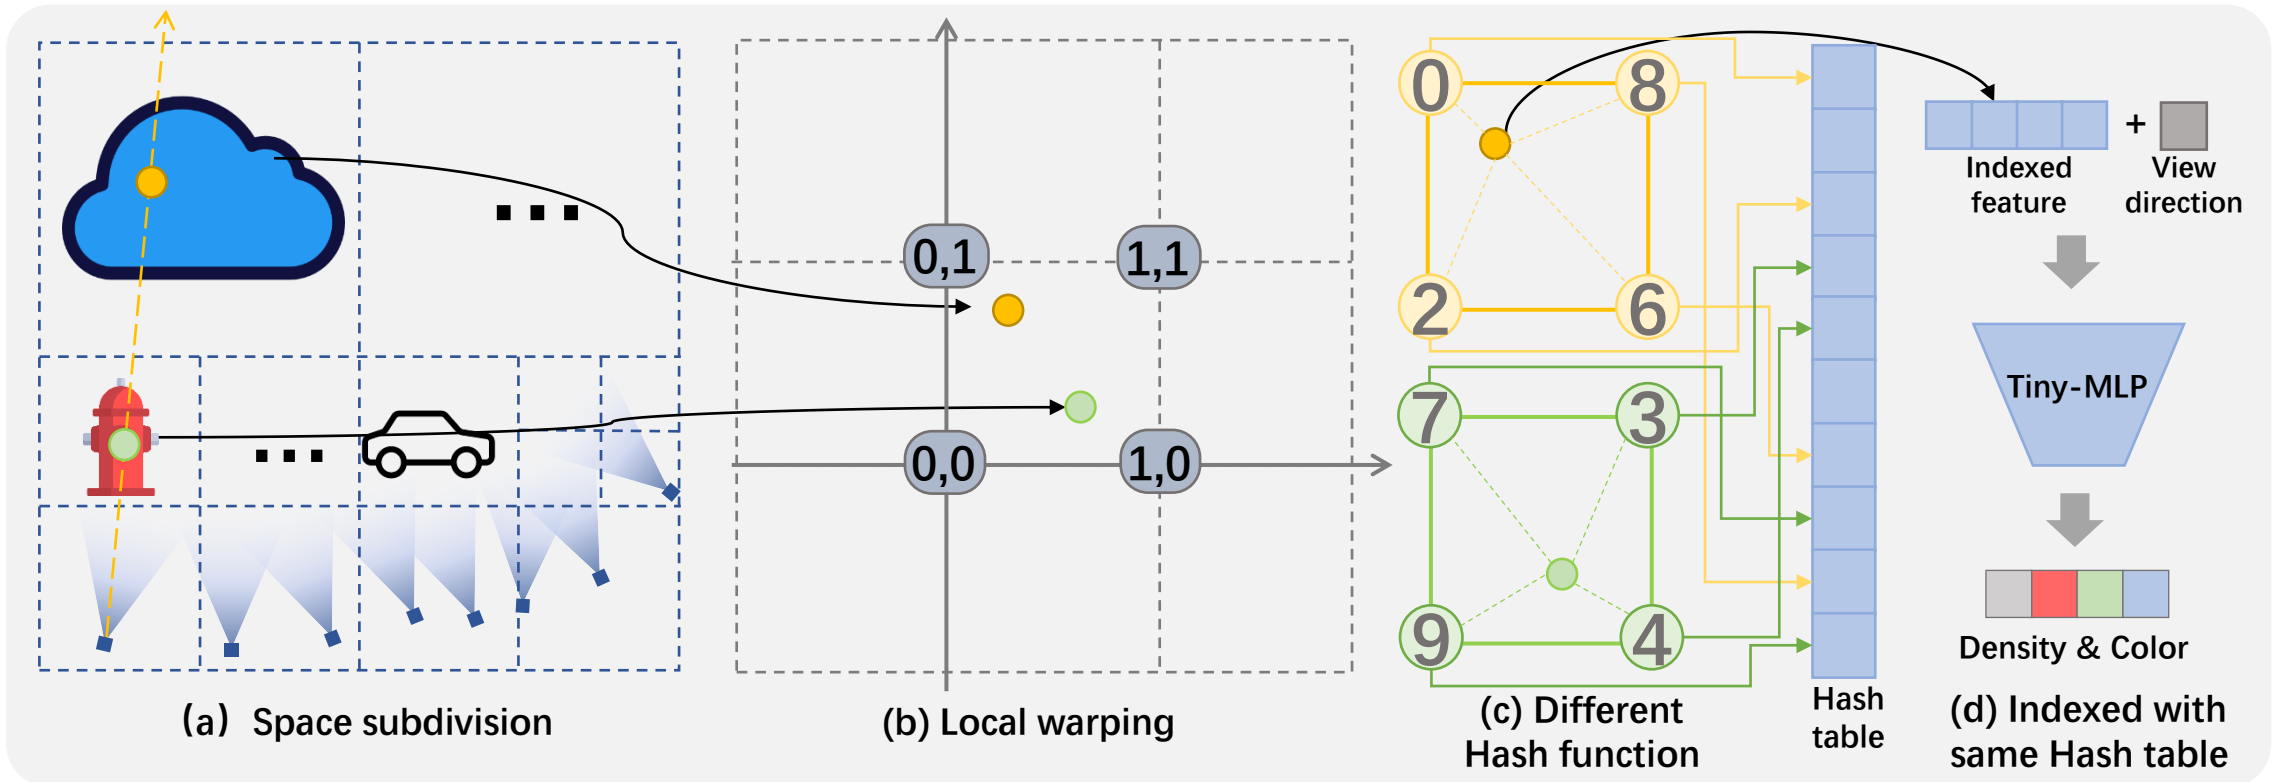 0,1
1,1
0,0
1,0
0
8
2
6
7
3
9
4
+
Indexed
feature
View
direction
Tiny-MLP
Density & Color
(a) Space subdivision
(b) Local warping
(c) Different
Hash function
Hash
table
(d) Indexed with
same Hash table